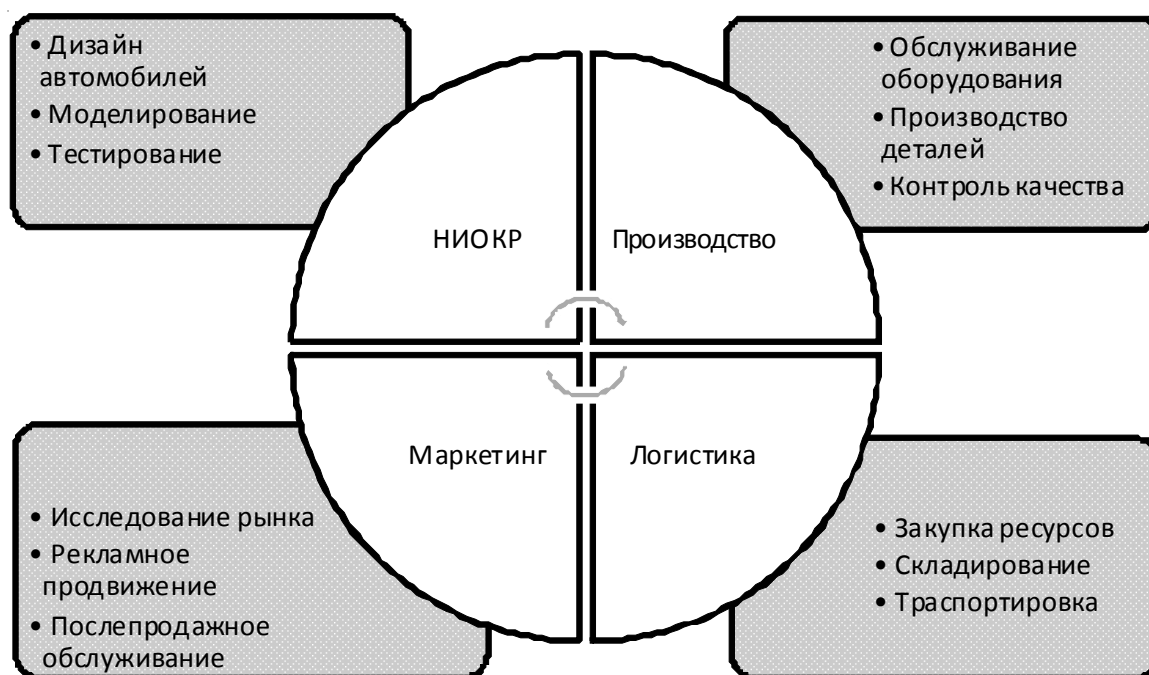 • Дизайн
автомобилей
• Моделирование
• Тестирование
• Обслуживание
оборудования
• Производство
деталей
• Контроль качества
НИОКР
Производство
Маркетинг
Логистика
• Исследование рынка
• Рекламное
продвижение
• Послепродажное
обслуживание
• Закупка ресурсов
• Складирование
• Траспортировка